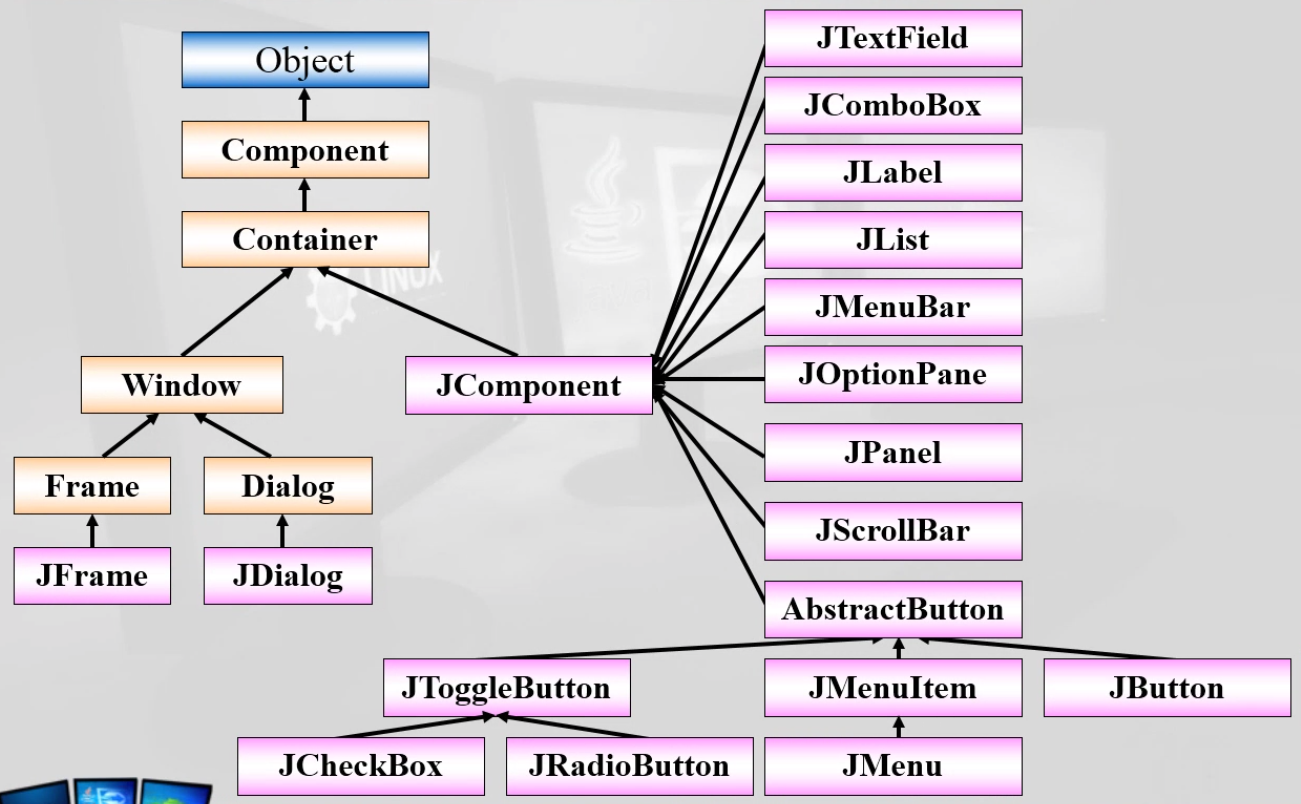 Object
Component
Container
Window
JComponent
Frame
Dialog
JFrame
JDialog
JTextField
JComboBox
JLabel
JList
JMenuBar
JOptionPane
JPanel
JScrollBar
AbstractButton
JToggleButton
JMenuItem
JButton
JCheckBox
JRadioButton
JMenu
LINUX